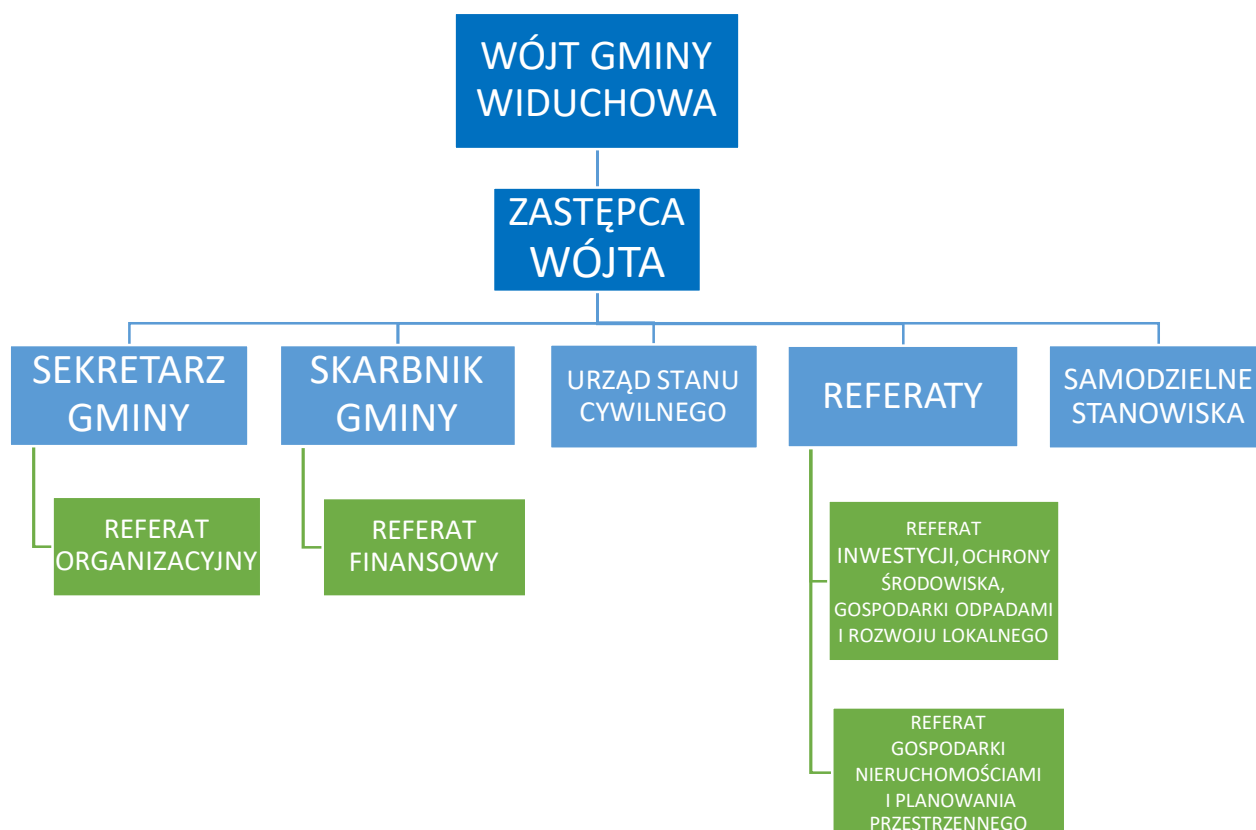 WÓJT GMINY
WIDUCHOWA
ZASTĘPCA
WÓJTA
SEKRETARZ
GMINY
SKARBNIK
GMINY
URZĄD STANU
CYWILNEGO
REFERATY
SAMODZIELNE
STANOWISKA
REFERAT
ORGANIZACYJNY
REFERAT
FINANSOWY
REFERAT
INWESTYCJI, OCHRONY
ŚRODOWISKA,
GOSPODARKI ODPADAMI
I ROZWOJU LOKALNEGO
REFERAT
GOSPODARKI
NIERUCHOMOŚCIAMI
I PLANOWANIA
PRZESTRZENNEGO